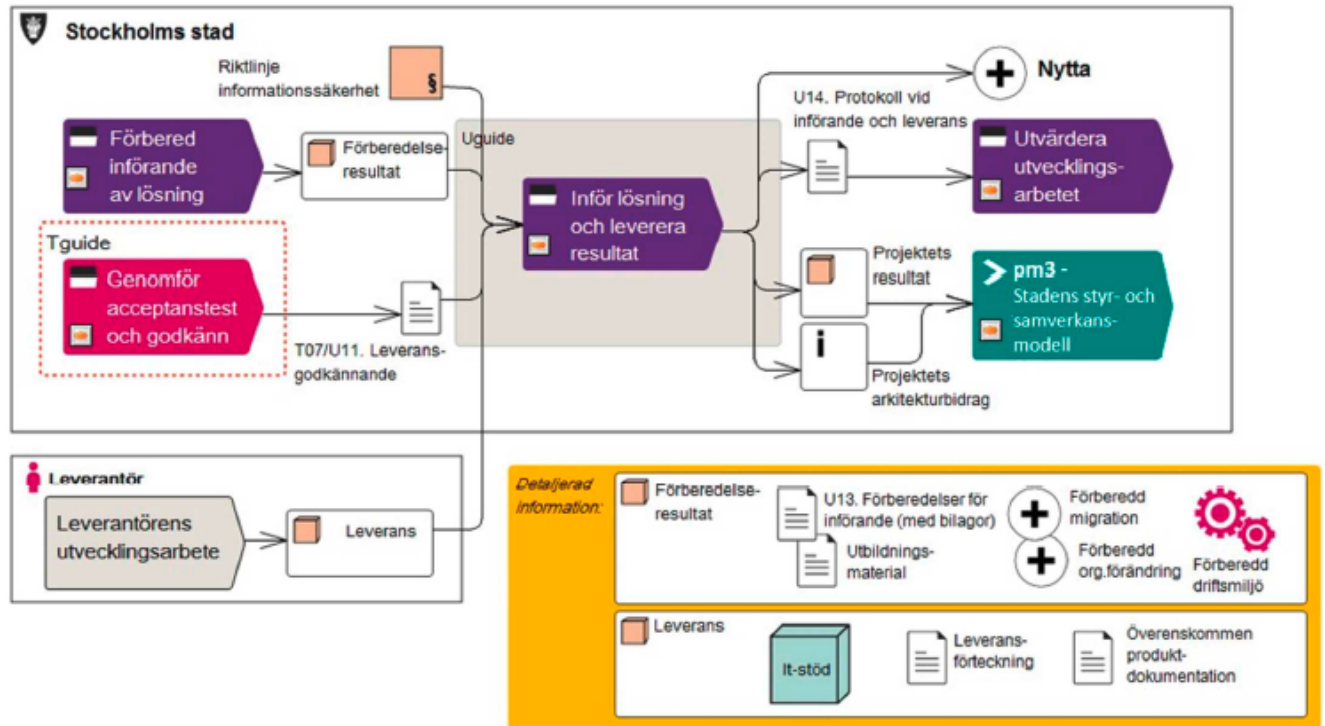 Stockholms stad
Riktlinje
informationssäkerhet
§
Nytta
U14. Protokoll vid
införande och leverans
Uguide
Förbered
införande
av lösning
Förberedelse-
resultat
Inför lösning
och leverera
resultat
Utvärdera
utvecklings-
arbetet
Tguide
Genomför
acceptanstest
och godkänn
T07/U11. Leverans-
godkännande
Projektets
resultat
pm3 -
Stadens styr- och
samverkans-
modell
i
Projektets
arkitekturbidrag
Leverantör
Leverantörens
utvecklingsarbete
Leverans
Detaljerad
information:
Förberedelse-
resultat
U13. Förberedelser för
införande (med bilagor)
Utbildnings-
material
Förberedd
migration
Förberedd
org.förändring
Förberedd
driftsmiljö
Leverans
It-stöd
Leverans-
förteckning
Överenskommen
produkt-
dokumentation